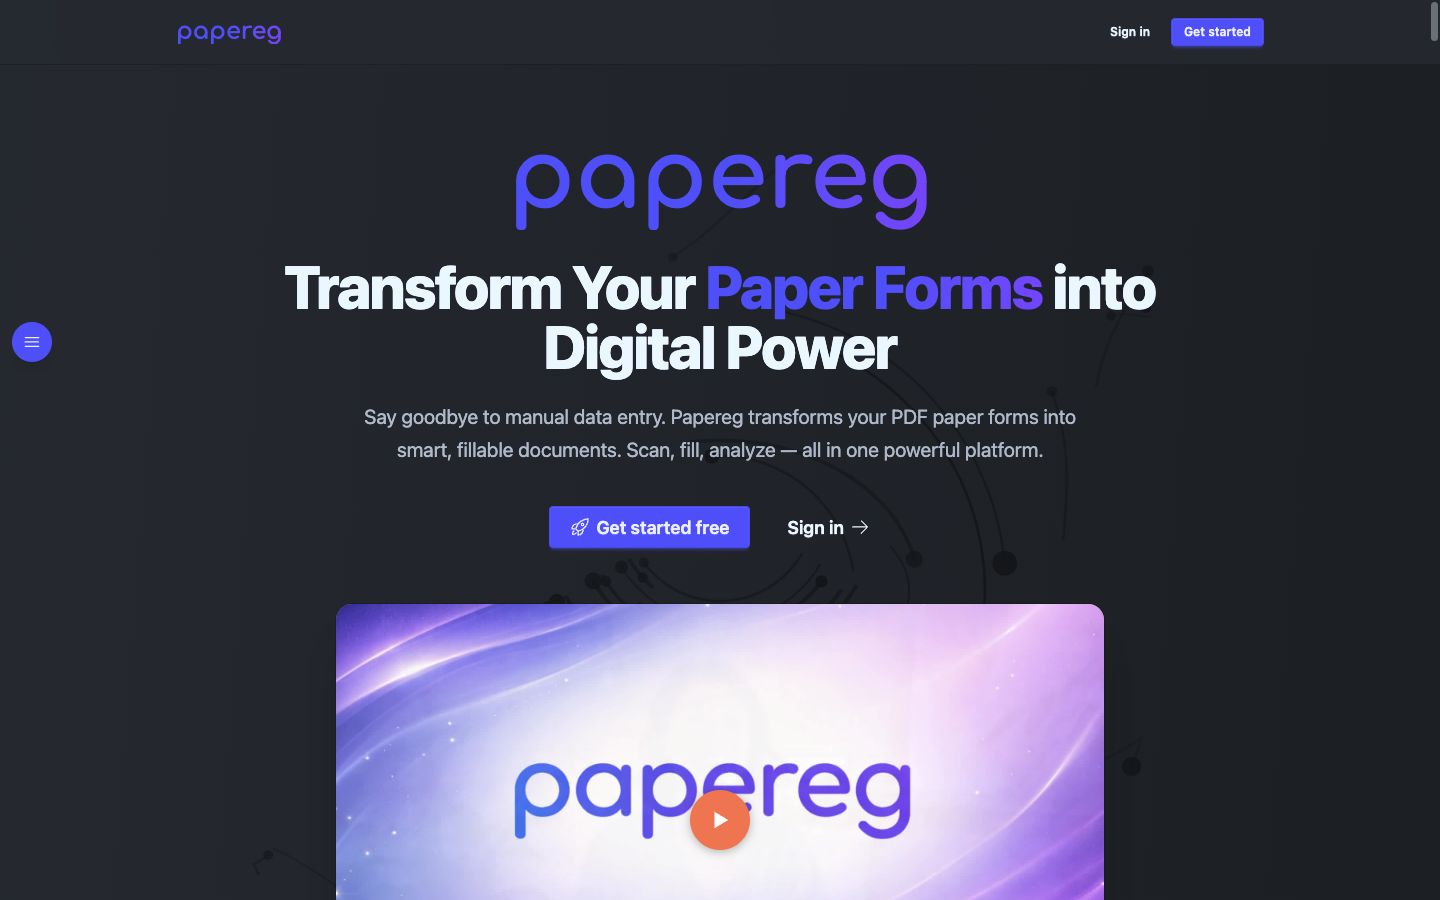 papereg
Sign in
Get started
papereg
Transform Your Paper Forms into
Digital Power
Say goodbye to manual data entry. Papereg transforms your PDF paper forms into
smart, fillable documents. Scan, fill, analyze — all in one powerful platform.
Get started free
Sign in →
papereg